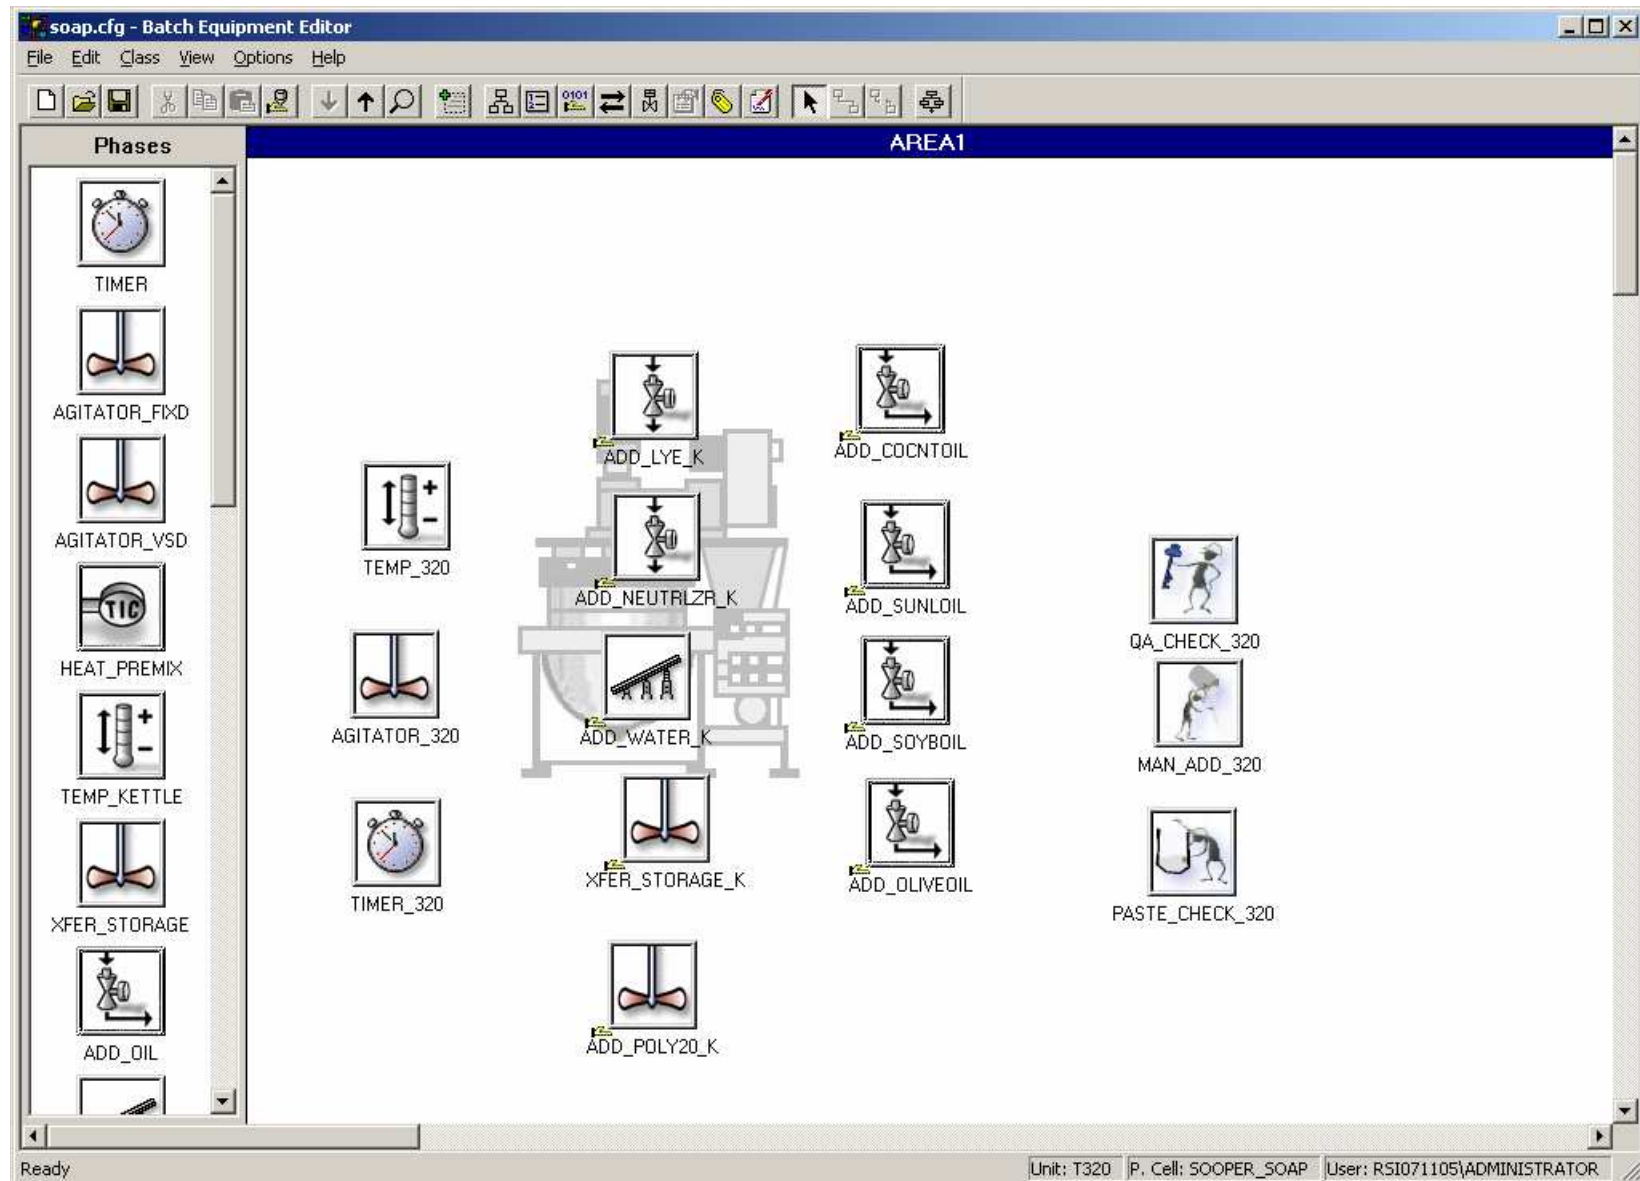 soap.cfg - Batch Equipment Editor
File Edit Class View Options Help
0101
Phases
AREA1
TIMER
AGITATOR_FIXD
AGITATOR_VSD
TIC
HEAT_PREMIX
TEMP_KETTLE
XFER_STORAGE
ADD_OIL
ADD_LYE_K
ADD_COCNTOIL
TEMP_320
ADD_NEUTRLZR_K
ADD_SUNLOIL
QA_CHECK_320
AGITATOR_320
ADD_WATER_K
ADD_SOYBOIL
MAN_ADD_320
TIMER_320
XFER_STORAGE_K
ADD_OLIVEOIL
PASTE_CHECK_320
ADD_POLY20_K
Ready
Unit: T320
P. Cell: SOOPER_SOAP
User: RSI071105\ADMINISTRATOR